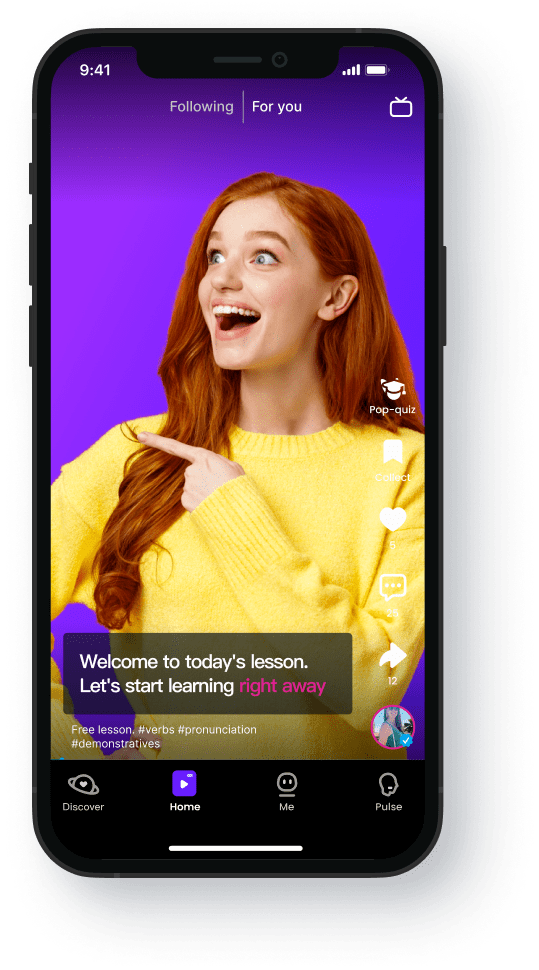 9:41
Following
For you
Pop-quiz
Collect
5
28
12
Welcome to today's lesson.
Let's start learning right away
Free lesson. #verbs #pronunciation
#demonstratives
Discover
Home
Me
Pulse